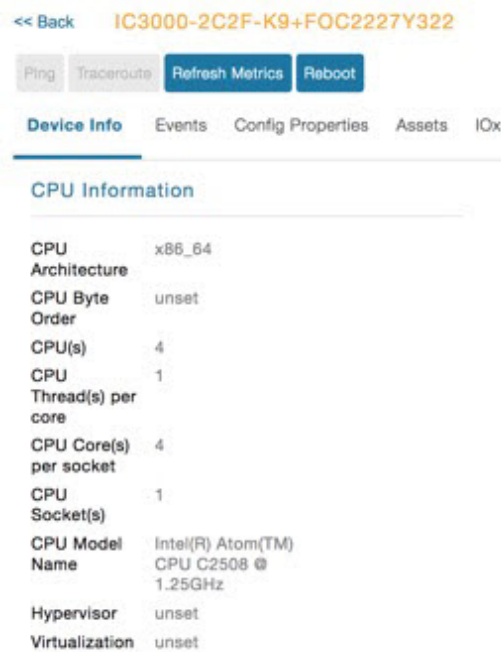 << Back IC3000-2C2F-K9+FOC2227Y322
Ping Traceroute Refresh Metrics Reboot
Device Info Events Config Properties Assets IOx
CPU Information
CPU Architecture x86_64
CPU Byte Order unset
CPU(s) 4
CPU Thread(s) per core 1
CPU Core(s) per socket 4
CPU Socket(s) 1
CPU Model Name Intel(R) Atom(TM) CPU C2508 @ 1.25GHz
Hypervisor unset
Virtualization unset